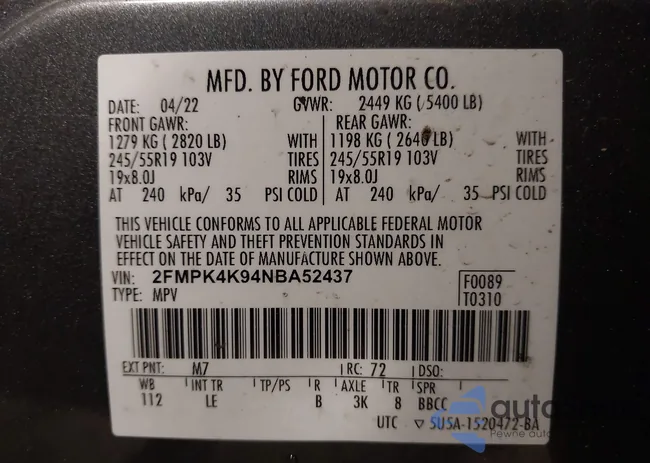 MFD. BY FORD MOTOR CO.
DATE: 04/22 GVWR: 2449 KG ( 5400 LB)
FRONT GAWR: REAR GAWR:
1279 KG ( 2820 LB) WITH 1198 KG ( 2640 LB) WITH
245/55R19 103V TIRES 245/55R19 103V TIRES
19x8.0J RIMS 19x8.0J RIMS
AT 240 kPa/ 35 PSI COLD AT 240 kPa/ 35 PSI COLD
THIS VEHICLE CONFORMS TO ALL APPLICABLE FEDERAL MOTOR
VEHICLE SAFETY AND THEFT PREVENTION STANDARDS IN
EFFECT ON THE DATE OF MANUFACTURE SHOWN ABOVE.
VIN: 2FMPK4K94NBA52437 F0089
TYPE: MPV T0310
EXT PNT: M7 RC: 72 DSO:
WB INT TR TP/PS R AXLE TR SPR
112 LE B 3K 8 BBCC
UTC ▽ 5U5A-1520472-BA
Pewne auto